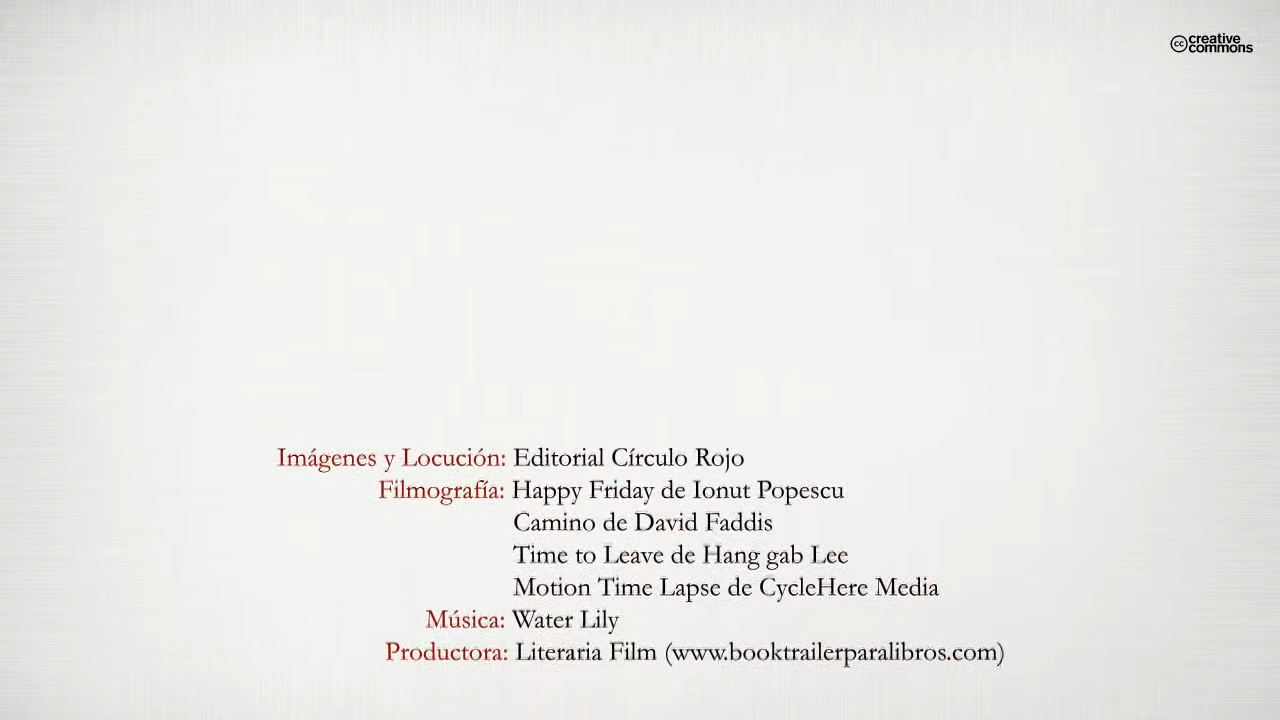 creative
commons
Imágenes y Locución: Editorial Círculo Rojo
Filmografía: Happy Friday de Ionut Popescu
Camino de David Faddis
Time to Leave de Hang gab Lee
Motion Time Lapse de CycleHere Media
Música: Water Lily
Productora: Literaria Film (www.booktrailerparalibros.com)